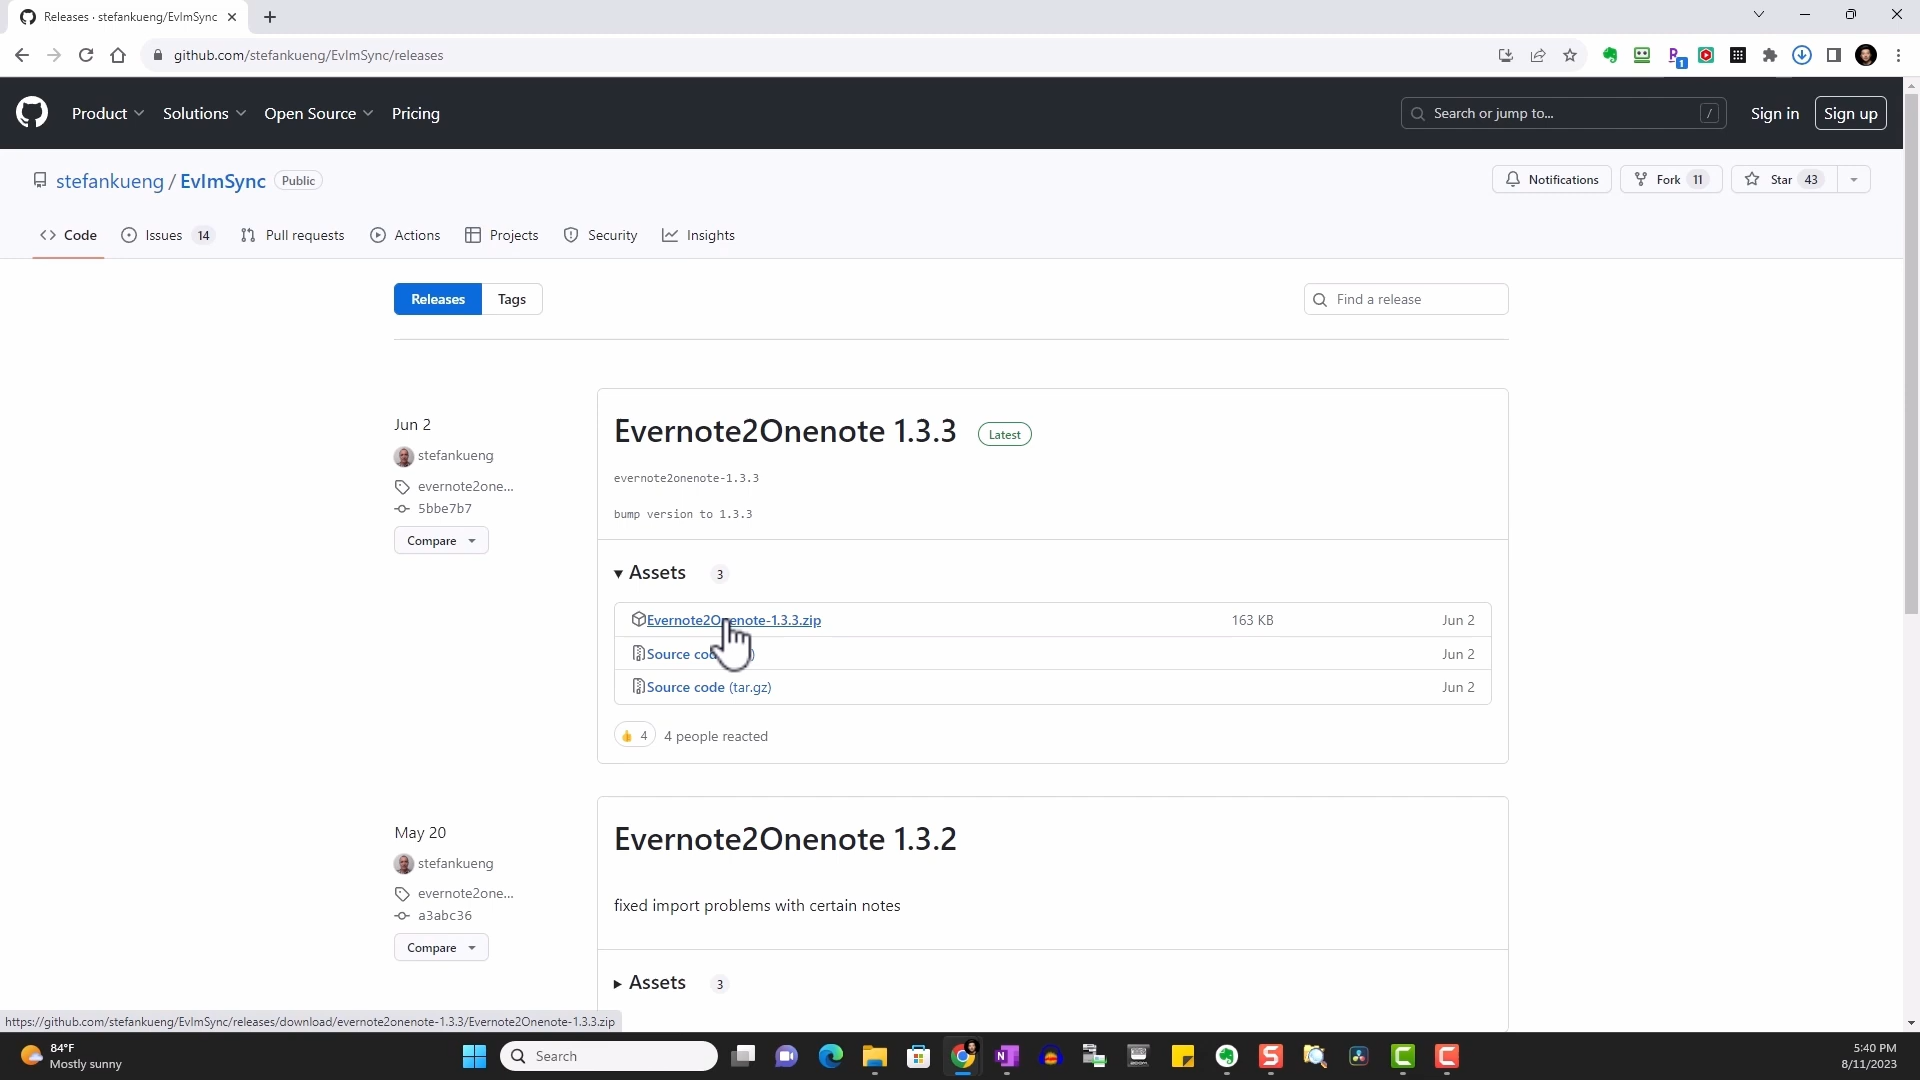 Releases · stefankueng/EvImSync
github.com/stefankueng/EvImSync/releases
1
Product
Solutions
Open Source
Pricing
Search or jump to...
/
Sign in
Sign up
stefankueng / EvImSync
Public
Notifications
Fork 11
Star 43
Code
Issues 14
Pull requests
Actions
Projects
Security
Insights
Releases
Tags
Find a release
Jun 2
stefankueng
evernote2one...
5bbe7b7
Compare
Evernote2Onenote 1.3.3
Latest
evernote2onenote-1.3.3
bump version to 1.3.3
Assets 3
Evernote2Onenote-1.3.3.zip 163 KB Jun 2
Source Jun 2
Source code (tar.gz) Jun 2
4
4 people reacted
May 20
stefankueng
evernote2one...
a3abc36
Compare
Evernote2Onenote 1.3.2
fixed import problems with certain notes
Assets 3
https://github.com/stefankueng/EvImSync/releases/download/evernote2onenote-1.3.3/Evernote2Onenote-1.3.3.zip
84°F
Mostly sunny
Search
5:40 PM
8/11/2023